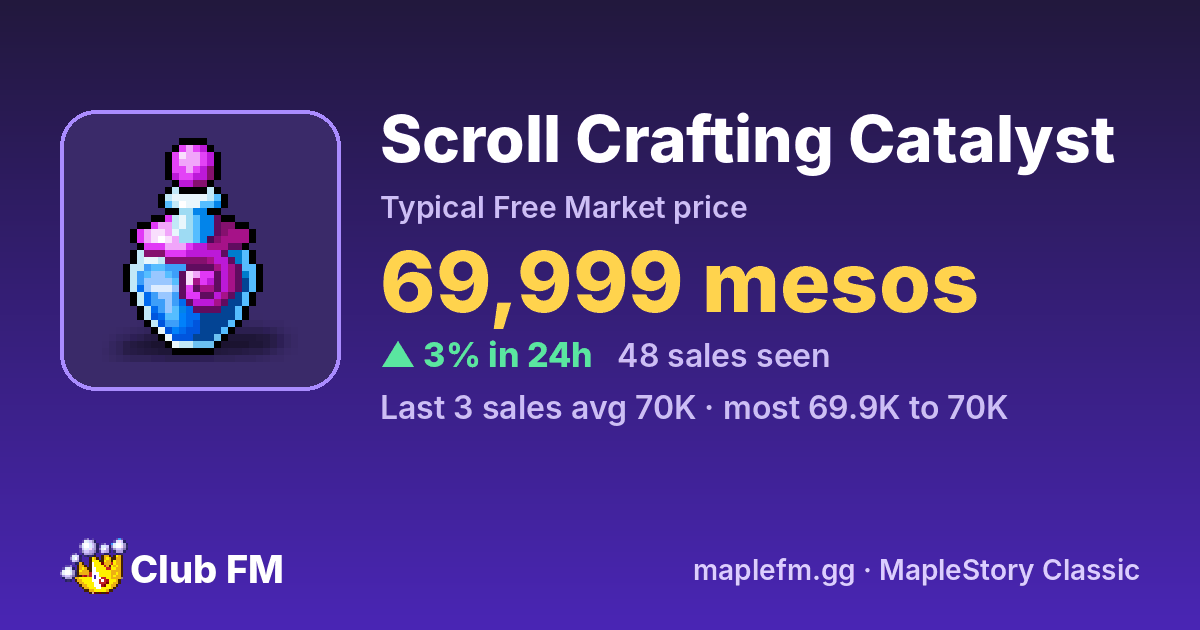 Scroll Crafting Catalyst
Typical Free Market price
69,999 mesos
▲ 3% in 24h 48 sales seen
Last 3 sales avg 70K · most 69.9K to 70K
Club FM
maplefm.gg · MapleStory Classic